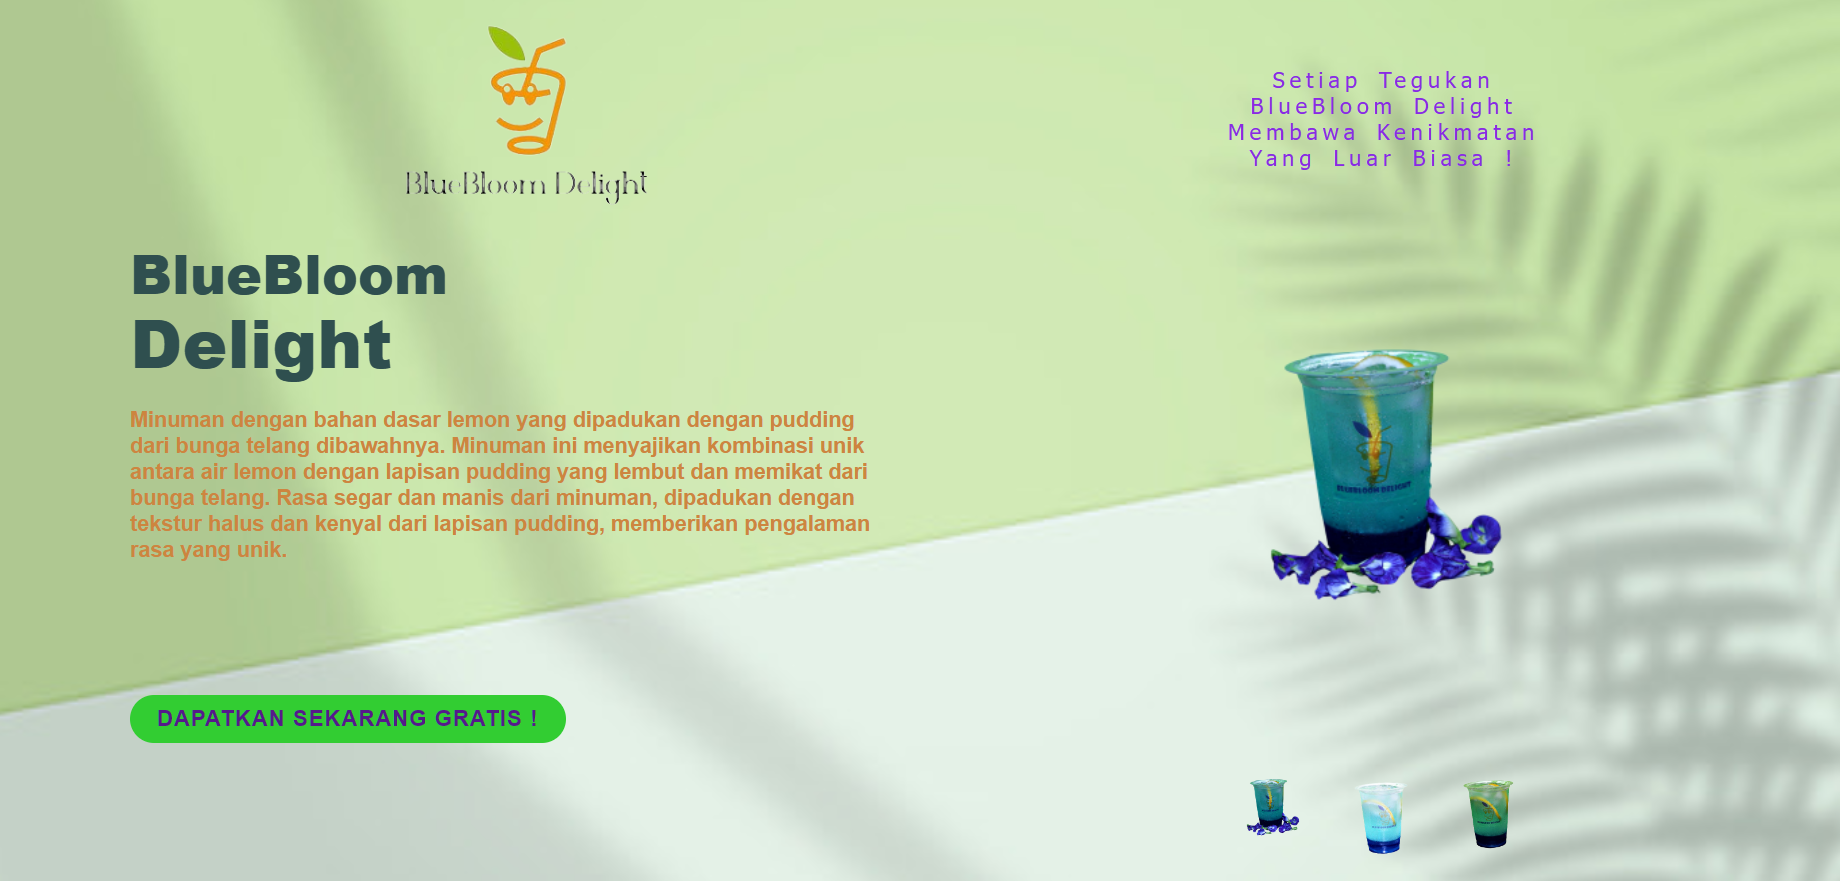 BlueBloom Delight
Setiap Tegukan
BlueBloom Delight
Membawa Kenikmatan
Yang Luar Biasa !
BlueBloom
Delight
Minuman dengan bahan dasar lemon yang dipadukan dengan pudding
dari bunga telang dibawahnya. Minuman ini menyajikan kombinasi unik
antara air lemon dengan lapisan pudding yang lembut dan memikat dari
bunga telang. Rasa segar dan manis dari minuman, dipadukan dengan
tekstur halus dan kenyal dari lapisan pudding, memberikan pengalaman
rasa yang unik.
BLUEBLOOM DELIGHT
DAPATKAN SEKARANG GRATIS !